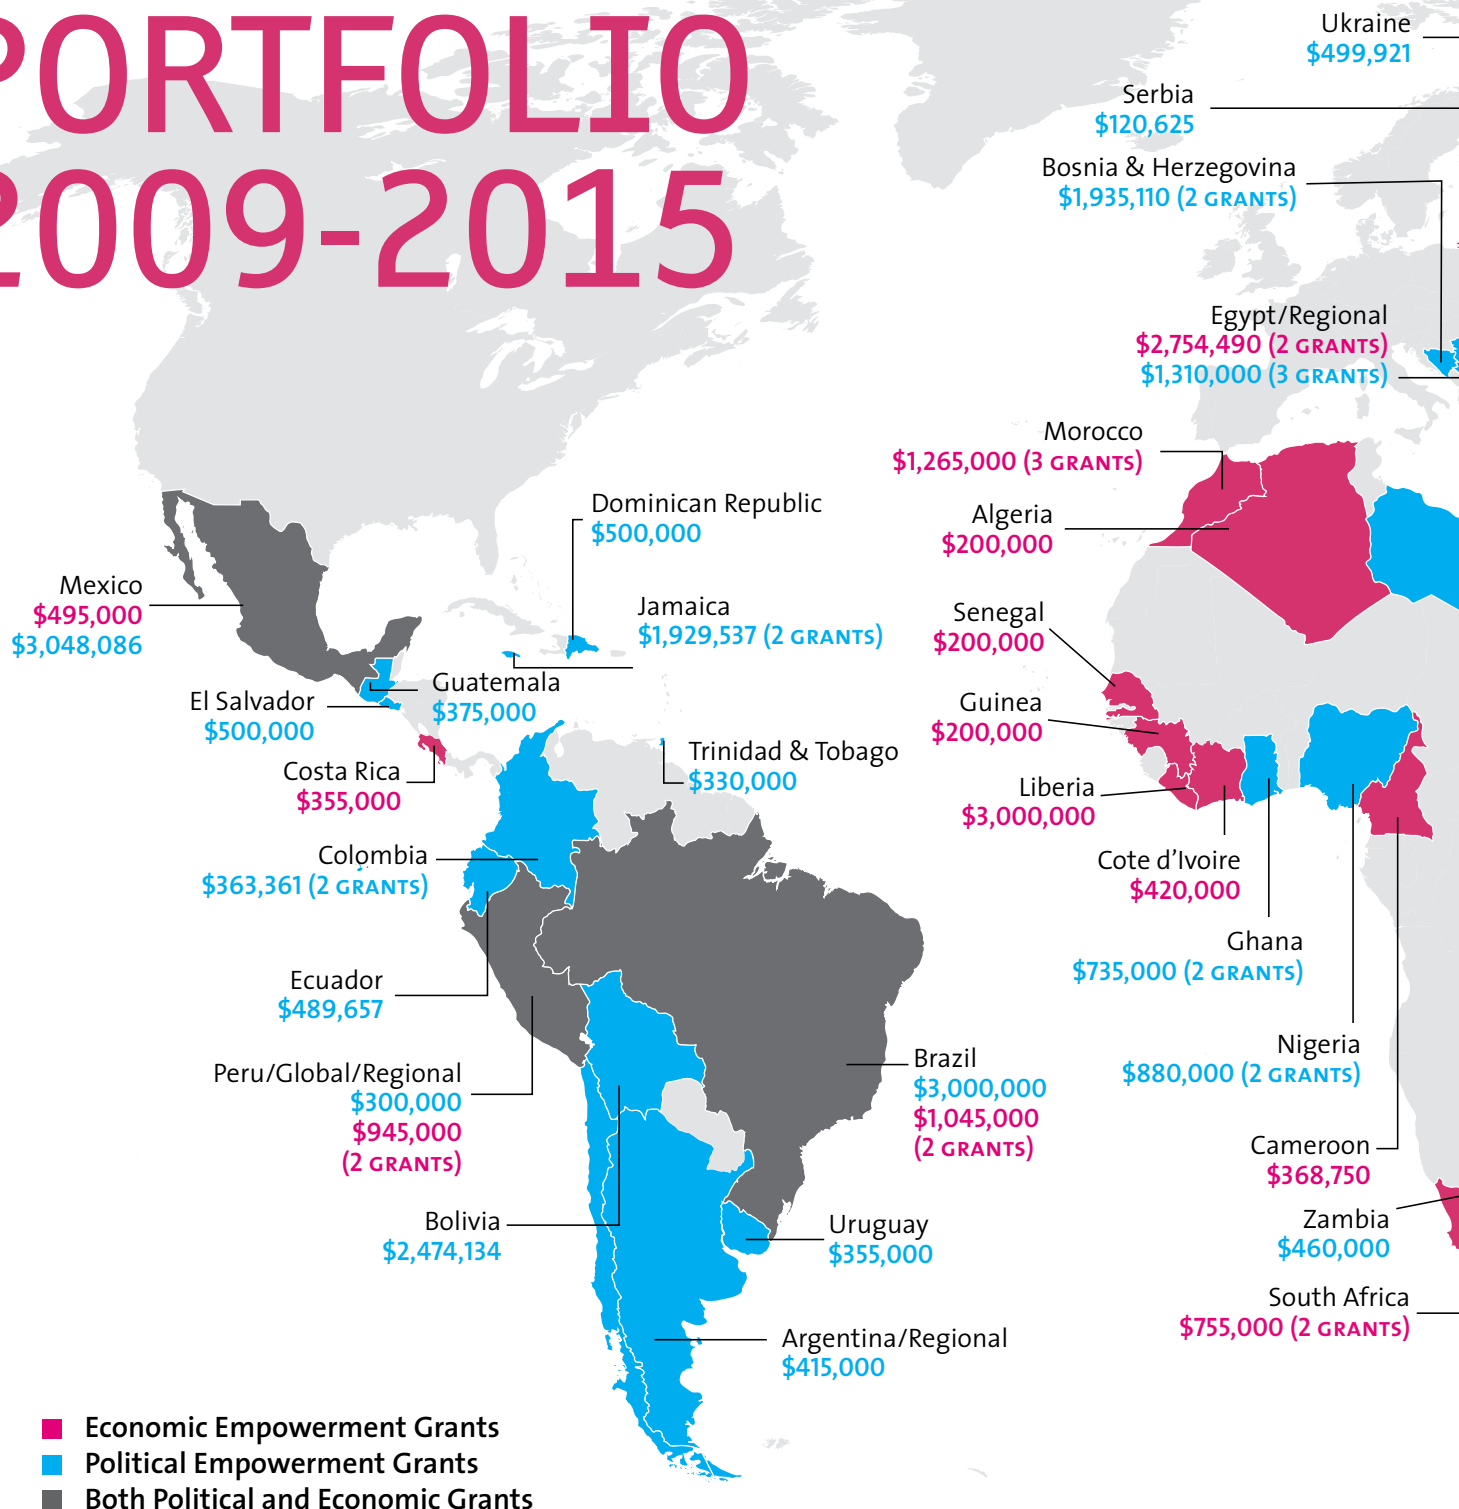 PORTFOLIO
2009-2015
Ukraine
$499,921
Serbia
$120,625
Bosnia & Herzegovina
$1,935,110 (2 GRANTS)
Egypt/Regional
$2,754,490 (2 GRANTS)
$1,310,000 (3 GRANTS)
Morocco
$1,265,000 (3 GRANTS)
Algeria
$200,000
Senegal
$200,000
Guinea
$200,000
Liberia
$3,000,000
Cote d'Ivoire
$420,000
Ghana
$735,000 (2 GRANTS)
Nigeria
$880,000 (2 GRANTS)
Cameroon
$368,750
Zambia
$460,000
South Africa
$755,000 (2 GRANTS)
Dominican Republic
$500,000
Jamaica
$1,929,537 (2 GRANTS)
Mexico
$495,000
$3,048,086
Guatemala
$375,000
El Salvador
$500,000
Costa Rica
$355,000
Trinidad & Tobago
$330,000
Colombia
$363,361 (2 GRANTS)
Ecuador
$489,657
Peru/Global/Regional
$300,000
$945,000
(2 GRANTS)
Brazil
$3,000,000
$1,045,000
(2 GRANTS)
Bolivia
$2,474,134
Uruguay
$355,000
Argentina/Regional
$415,000
Economic Empowerment Grants
Political Empowerment Grants
Both Political and Economic Grants